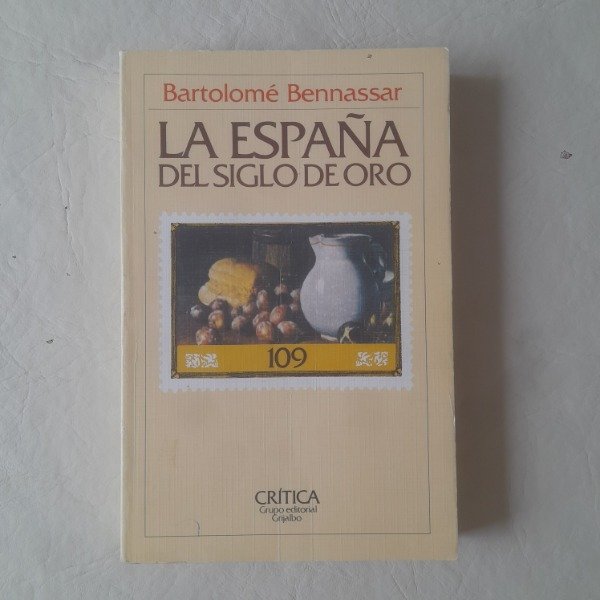 Bartolomé Bennassar
LA ESPAÑA
DEL SIGLO DE ORO
109
CRÍTICA
Grupo editorial
Grijalbo